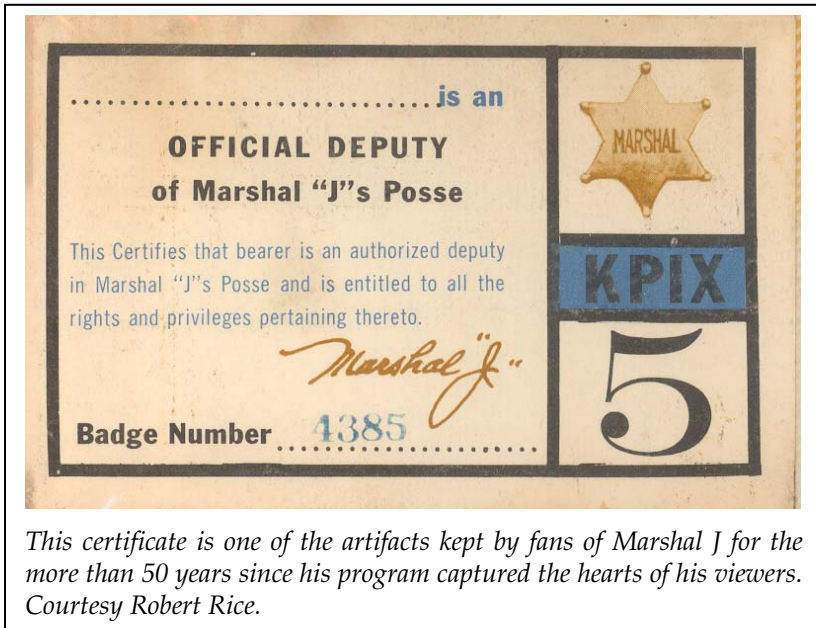 .................................is an
OFFICIAL DEPUTY
of Marshal “J”s Posse
This Certifies that bearer is an authorized deputy
in Marshal “J”s Posse and is entitled to all the
rights and privileges pertaining thereto.
Marshal "J"
Badge Number 4385
MARSHAL
KPIX
5
This certificate is one of the artifacts kept by fans of Marshal J for the
more than 50 years since his program captured the hearts of his viewers.
Courtesy Robert Rice.